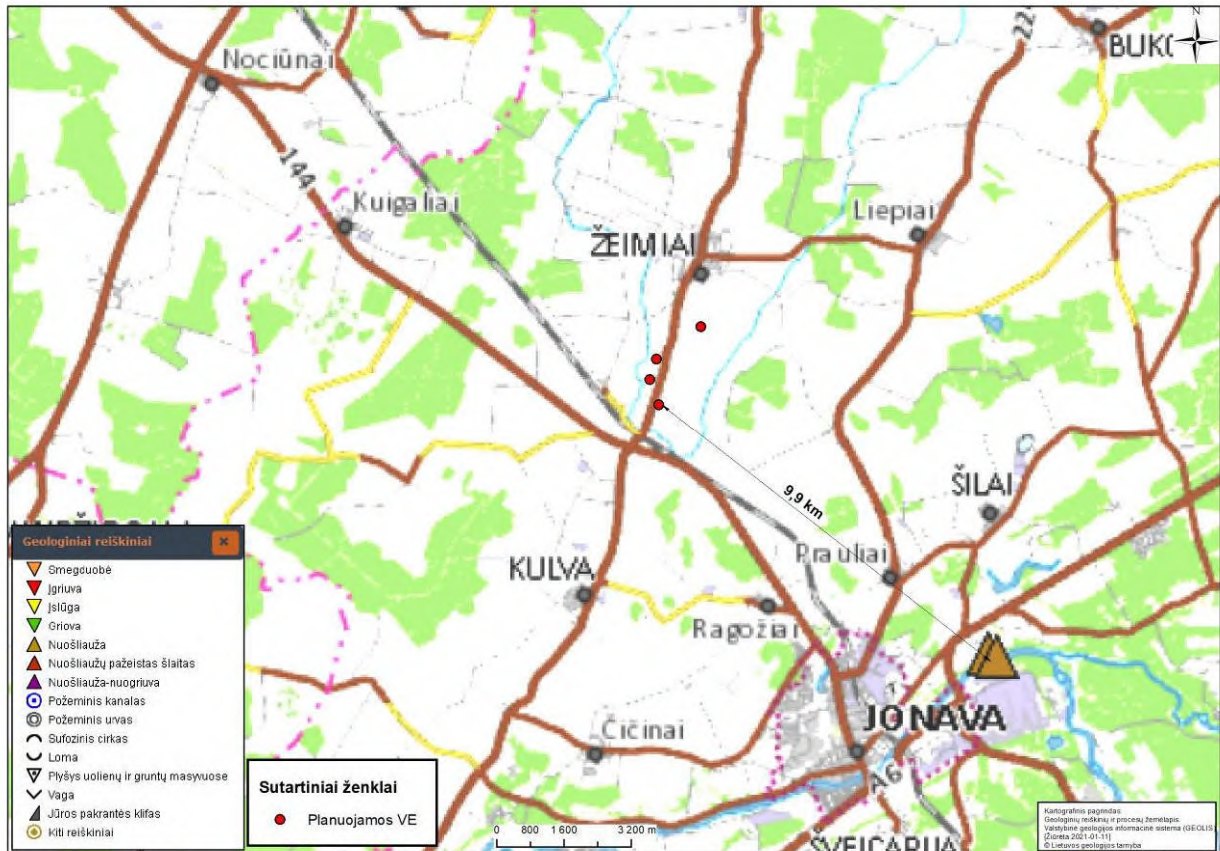 N
Nociūnai
BUKO
224
144
Kuigaliai
Liepiai
ŽEIMIAI
ŠILAI
9,9 km
Prauliai
KULVA
Ragožiai
JONAVA
Čičinai
A6
ŠVEICARIJA
Geologiniai reiškiniai
Smegduobė
Įgriuva
Įslūga
Griova
Nuošliauža
Nuošliaužų pažeistas šlaitas
Nuošliauža-nuogriuva
Požeminis kanalas
Požeminis urvas
Sufozinis cirkas
Loma
Plyšys uolienų ir gruntų masyvuose
Vaga
Jūros pakrantės klifas
Kiti reiškiniai
Sutartiniai ženklai
Planuojamos VE
0 800 1 600 3 200 m
Kartografinis pagrindas:
Geologinių reiškinių ir procesų žemėlapis.
Valstybinė geologijos informacinė sistema (GEOLIS)
[Žiūrėta 2021-01-11]
© Lietuvos geologijos tarnyba